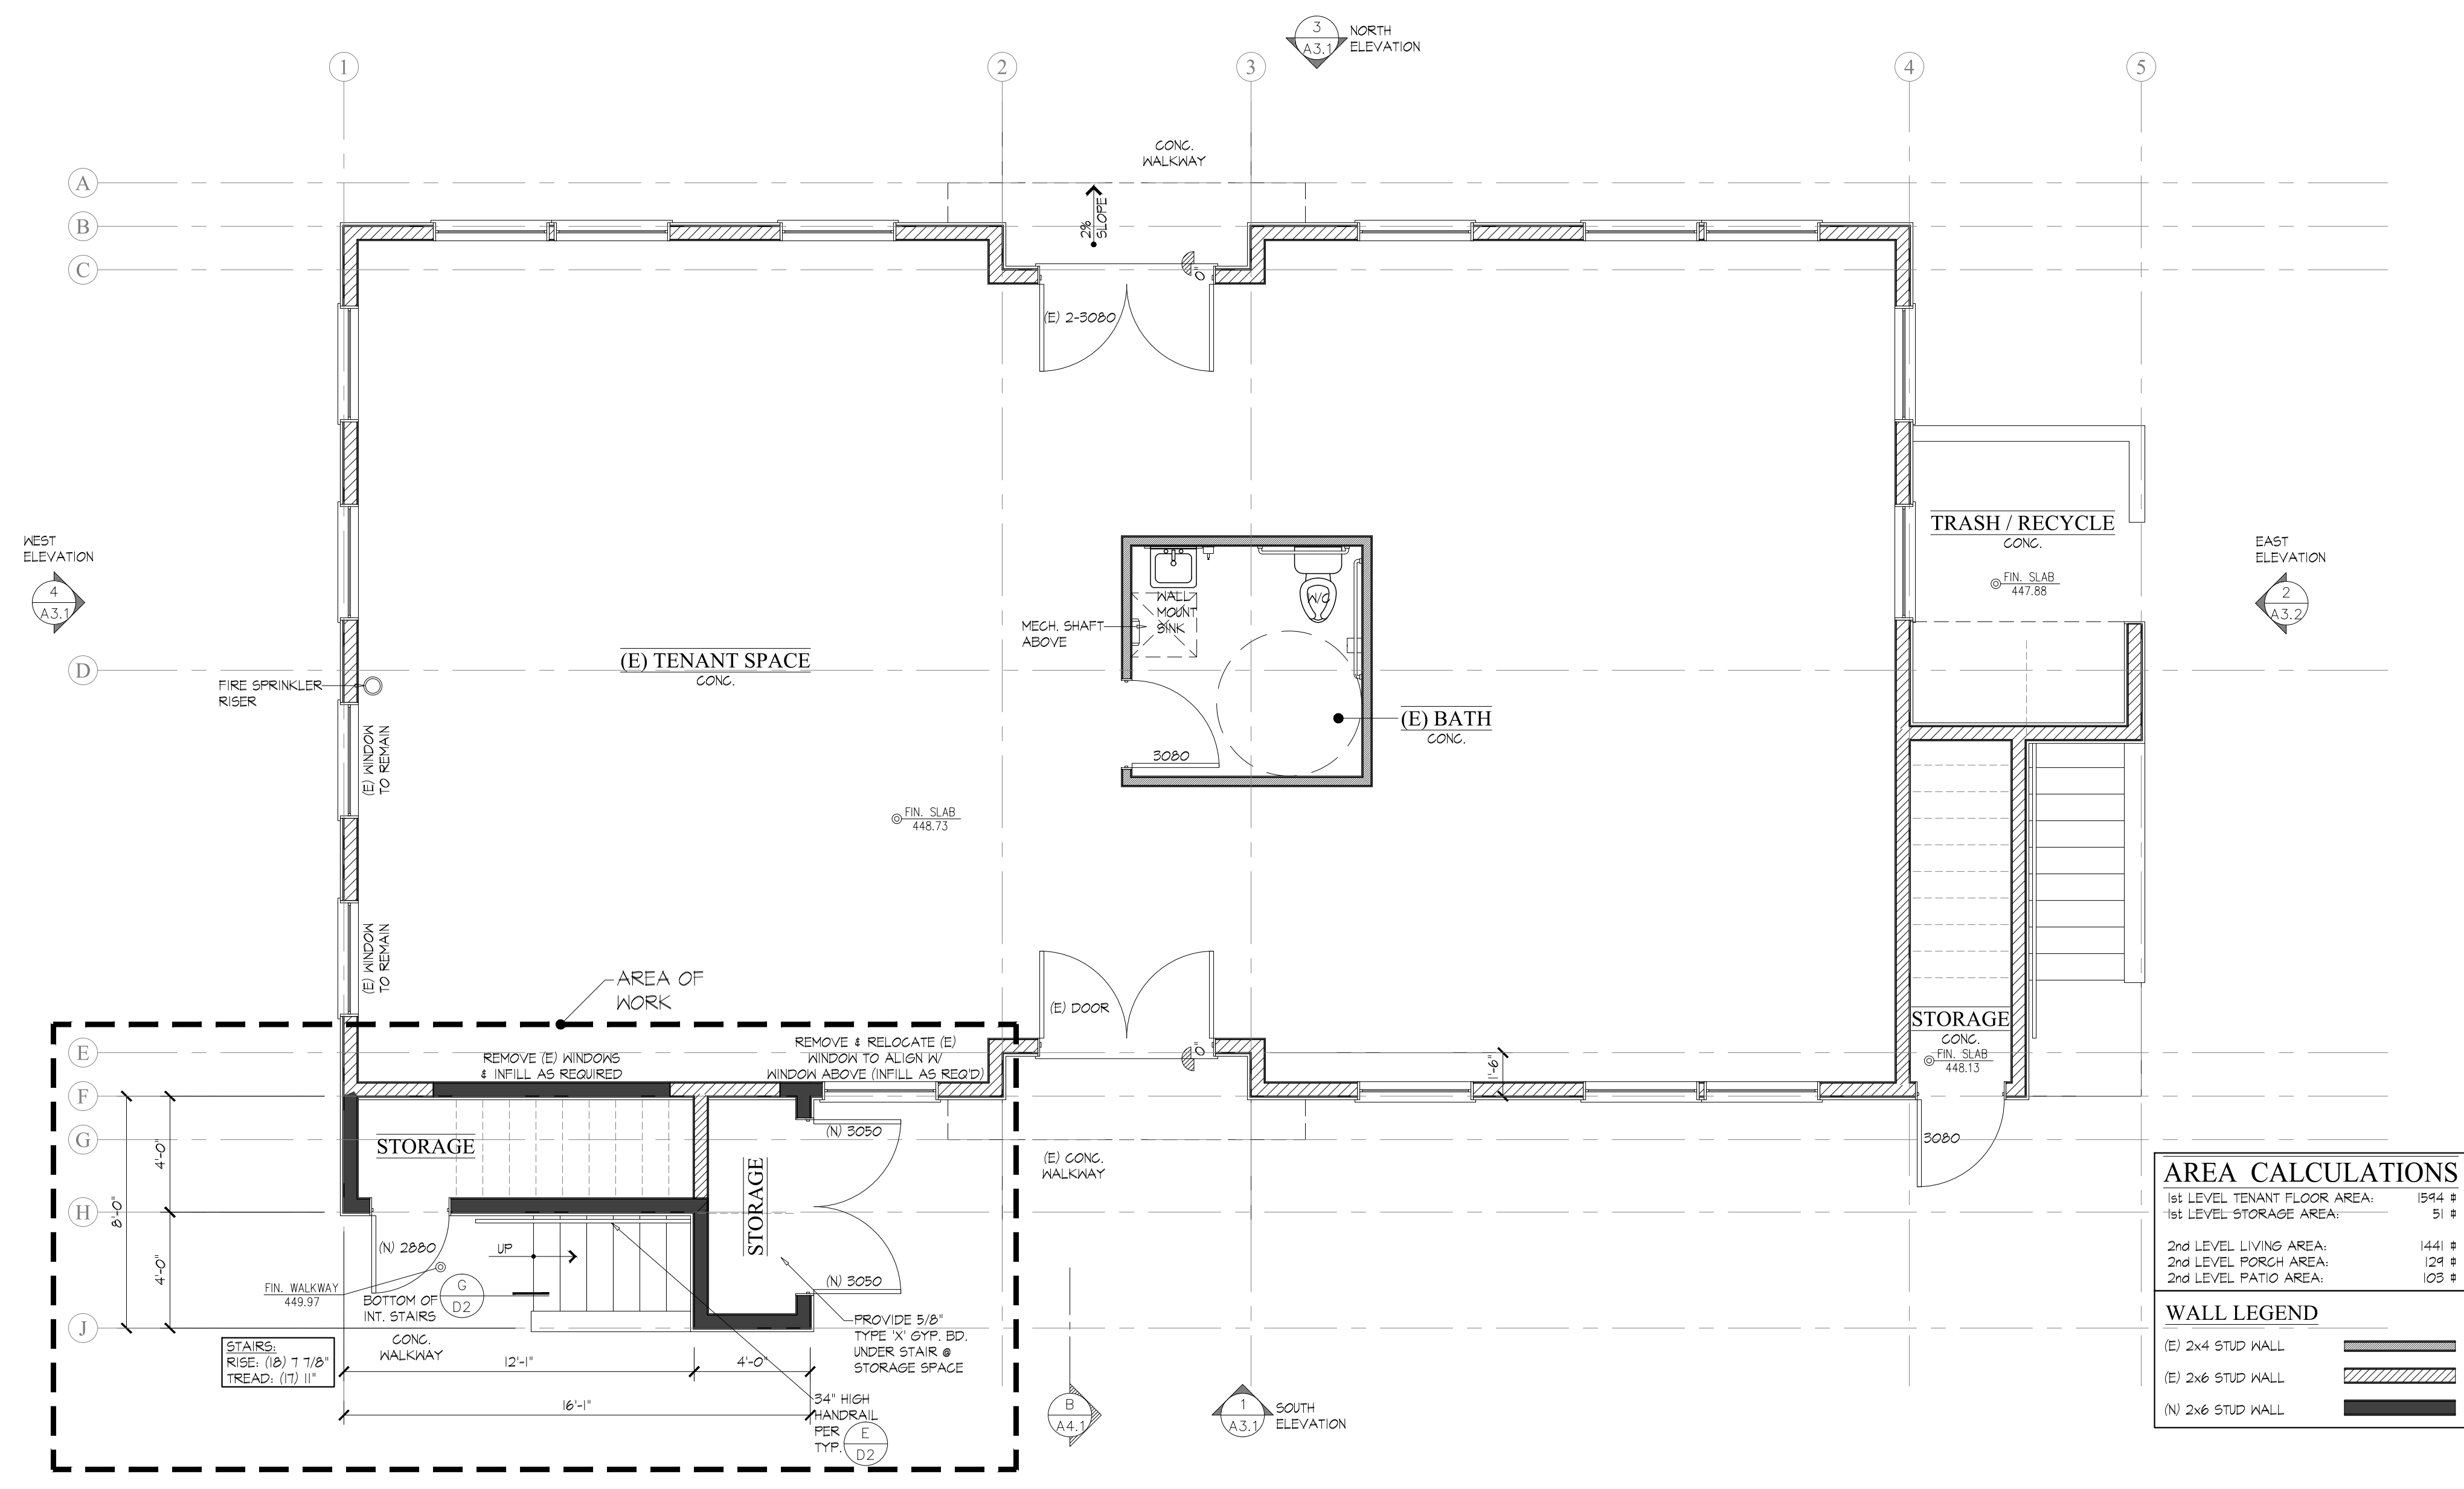 3
A3.1
NORTH
ELEVATION
1
2
3
4
5
CONC.
WALKWAY
A
B
C
2%
SLOPE
0"
(E) 2-3080
WEST
ELEVATION
4
A3.1
TRASH / RECYCLE
CONC.
FIN. SLAB
447.88
EAST
ELEVATION
2
A3.2
WALL
MOUNT
SINK
W/C
MECH. SHAFT
ABOVE
(E) TENANT SPACE
CONC.
D
FIRE SPRINKLER
RISER
(E) BATH
CONC.
3080
(E) WINDOW
TO REMAIN
FIN. SLAB
448.73
(E) WINDOW
TO REMAIN
AREA OF
WORK
(E) DOOR
STORAGE
CONC.
FIN. SLAB
448.13
E
REMOVE (E) WINDOWS
& INFILL AS REQUIRED
REMOVE & RELOCATE (E)
WINDOW TO ALIGN W/
WINDOW ABOVE (INFILL AS REQ'D)
0"
1'-6"
F
G
H
J
8'-0"
4'-0"
4'-0"
STORAGE
STORAGE
(N) 3050
(E) CONC.
WALKWAY
3080
(N) 2880
UP
FIN. WALKWAY
449.97
BOTTOM OF
INT. STAIRS
G
D2
(N) 3050
CONC.
WALKWAY
PROVIDE 5/8"
TYPE 'X' GYP. BD.
UNDER STAIR @
STORAGE SPACE
STAIRS:
RISE: (18) 7 7/8"
TREAD: (17) 11"
12'-1"
4'-0"
16'-1"
34" HIGH
HANDRAIL
PER
TYP.
E
D2
B
A4.1
1
A3.1
SOUTH
ELEVATION
AREA CALCULATIONS
1st LEVEL TENANT FLOOR AREA: 1594 ⌗
1st LEVEL STORAGE AREA: 51 ⌗
2nd LEVEL LIVING AREA: 1441 ⌗
2nd LEVEL PORCH AREA: 129 ⌗
2nd LEVEL PATIO AREA: 103 ⌗
WALL LEGEND
(E) 2x4 STUD WALL
(E) 2x6 STUD WALL
(N) 2x6 STUD WALL